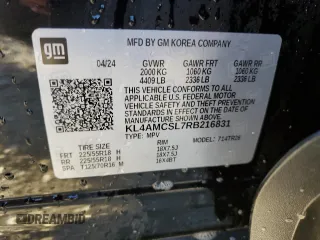 gm
MFD BY GM KOREA COMPANY
04/24 GVWR GAWR FRT GAWR RR
2000 KG 1060 KG 1060 KG
4409 LB 2336 LB 2336 LB
THIS VEHICLE CONFORMS TO ALL
APPLICABLE U.S. FEDERAL MOTOR
VEHICLE SAFETY
STANDARDS IN EFFECT ON THE DATE OF
MANUFACTURE SHOWN ABOVE.
KL4AMCSL7RB216831
TYPE: MPV MODEL:
TIRE SIZE RIM
FRT 225/55R18 H 18X7.5J
RR 225/55R18 H 18X7.5J
SPA T125/70R16 M 16X4BT
DREAMBID